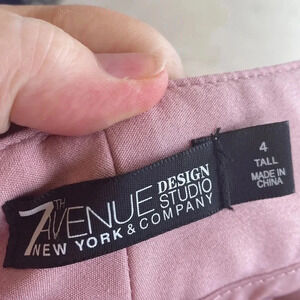 7TH AVENUE DESIGN STUDIO
NEW YORK & COMPANY
4
TALL
MADE IN
CHINA